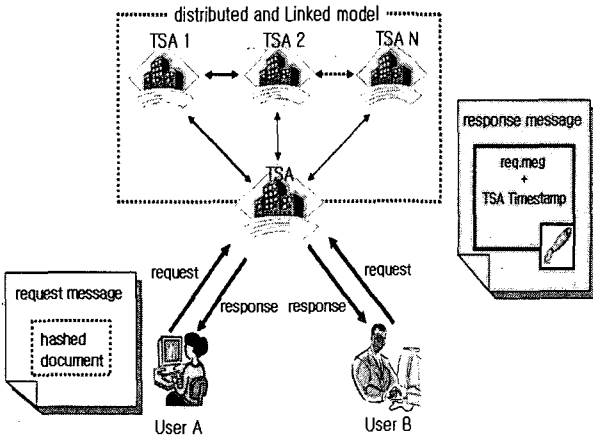 distributed and Linked model
TSA 1
TSA 2
TSA N
TSA
response message
req.meg
+
TSA Timestamp
request
response
response
request
request message
hashed
document
User A
User B